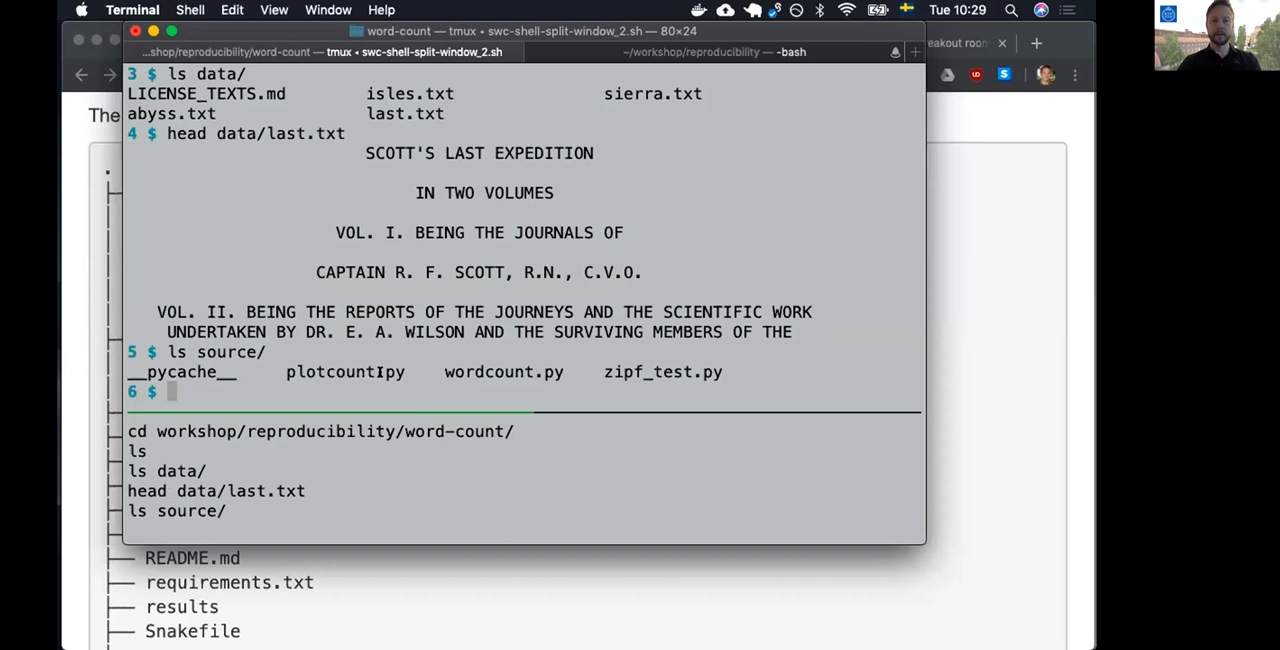 Terminal Shell Edit View Window Help Tue 10:29
word-count — tmux • swc-shell-split-window_2.sh — 80×24
...shop/reproducibility/word-count — tmux • swc-shell-split-window_2.sh ~/workshop/reproducibility — -bash
eakout room
3 $ ls data/
LICENSE_TEXTS.md isles.txt sierra.txt
abyss.txt last.txt
The
4 $ head data/last.txt
SCOTT'S LAST EXPEDITION
IN TWO VOLUMES
VOL. I. BEING THE JOURNALS OF
CAPTAIN R. F. SCOTT, R.N., C.V.O.
VOL. II. BEING THE REPORTS OF THE JOURNEYS AND THE SCIENTIFIC WORK
UNDERTAKEN BY DR. E. A. WILSON AND THE SURVIVING MEMBERS OF THE
5 $ ls source/
__pycache__ plotcount.py wordcount.py zipf_test.py
6 $
cd workshop/reproducibility/word-count/
ls
ls data/
head data/last.txt
ls source/
README.md
requirements.txt
results
Snakefile